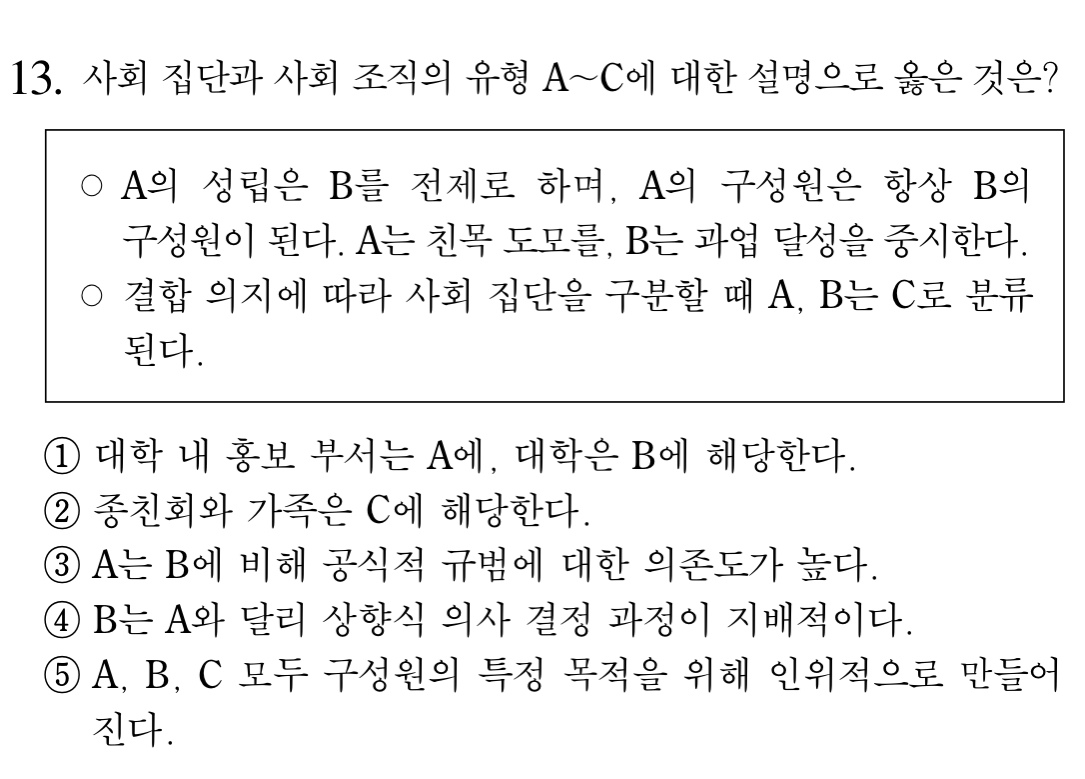 13. 사회 집단과 사회 조직의 유형 A～C에 대한 설명으로 옳은 것은?
○ A의 성립은 B를 전제로 하며, A의 구성원은 항상 B의
구성원이 된다. A는 친목 도모를, B는 과업 달성을 중시한다.
○ 결합 의지에 따라 사회 집단을 구분할 때 A, B는 C로 분류
된다.
① 대학 내 홍보 부서는 A에, 대학은 B에 해당한다.
② 종친회와 가족은 C에 해당한다.
③ A는 B에 비해 공식적 규범에 대한 의존도가 높다.
④ B는 A와 달리 상향식 의사 결정 과정이 지배적이다.
⑤ A, B, C 모두 구성원의 특정 목적을 위해 인위적으로 만들어
진다.